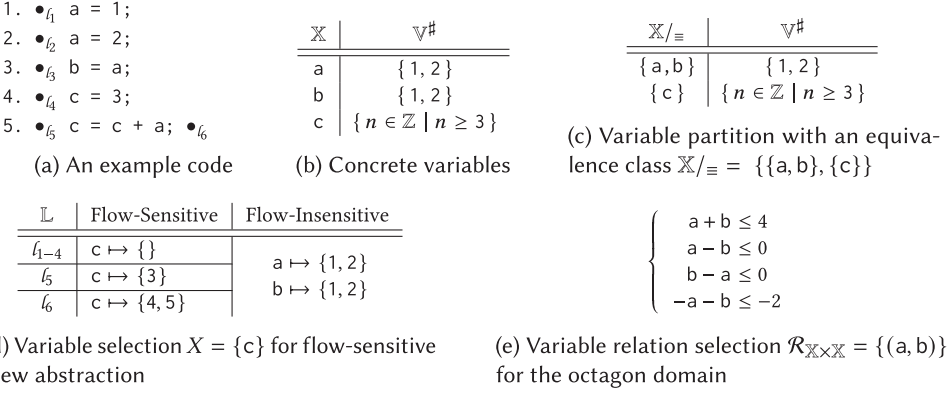 1. •ℓ1 a = 1;
2. •ℓ2 a = 2;
3. •ℓ3 b = a;
4. •ℓ4 c = 3;
5. •ℓ5 c = c + a; •ℓ6
(a) An example code
𝕏 𝕍♯
a {1, 2}
b {1, 2}
c {n ∈ ℤ | n ≥ 3}
(b) Concrete variables
𝕏/≡ 𝕍♯
{a,b} {1, 2}
{c} {n ∈ ℤ | n ≥ 3}
(c) Variable partition with an equiva-
lence class 𝕏/≡ = {{a, b}, {c}}
𝕃 Flow-Sensitive Flow-Insensitive
ℓ1−4 c ↦ {}
ℓ5 c ↦ {3}
ℓ6 c ↦ {4, 5}
a ↦ {1, 2}
b ↦ {1, 2}
) Variable selection X = {c} for flow-sensitive
ew abstraction
a + b ≤ 4
a − b ≤ 0
b − a ≤ 0
−a − b ≤ −2
(e) Variable relation selection ℛ𝕏×𝕏 = {(a, b)}
for the octagon domain